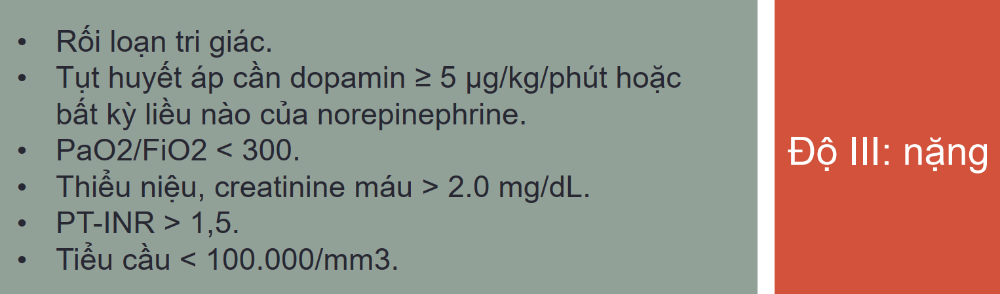 • Rối loạn tri giác.
• Tụt huyết áp cần dopamin ≥ 5 μg/kg/phút hoặc
bất kỳ liều nào của norepinephrine.
• PaO2/FiO2 < 300.
• Thiểu niệu, creatinine máu > 2.0 mg/dL.
• PT-INR > 1,5.
• Tiểu cầu < 100.000/mm3.
Độ III: nặng